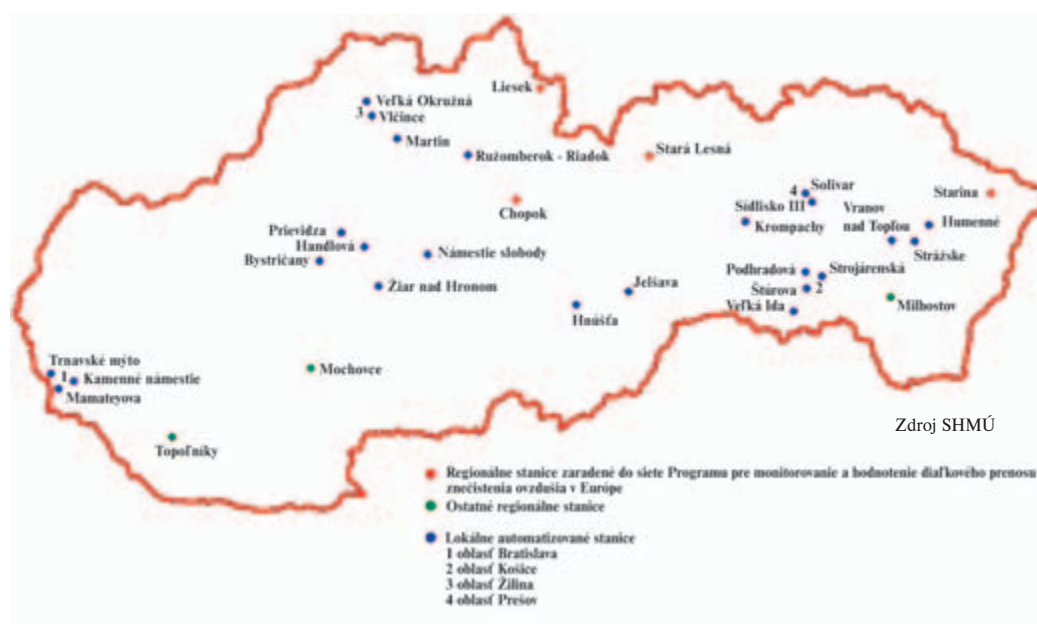 Liesek
Veľká Okružná
3
Vlčince
Martin
Ružomberok - Riadok
Stará Lesná
Chopok
4
Solivar
Sídlisko III
Starina
Krompachy
Vranov
nad Topľou
Humenné
Strážske
Prievidza
Handlová
Bystričany
Námestie slobody
Žiar nad Hronom
Podhradová
Strojárenská
Štúrova
2
Veľká Ida
Jelšava
Hnúšťa
Milhostov
Trnavské mýto
1
Kamenné námestie
Mamateyova
Mochovce
Topoľníky
Zdroj SHMÚ
Regionálne stanice zaradené do siete Programu pre monitorovanie a hodnotenie diaľkového prenosu
znečistenia ovzdušia v Európe
Ostatné regionálne stanice
Lokálne automatizované stanice
1 oblasť Bratislava
2 oblasť Košice
3 oblasť Žilina
4 oblasť Prešov